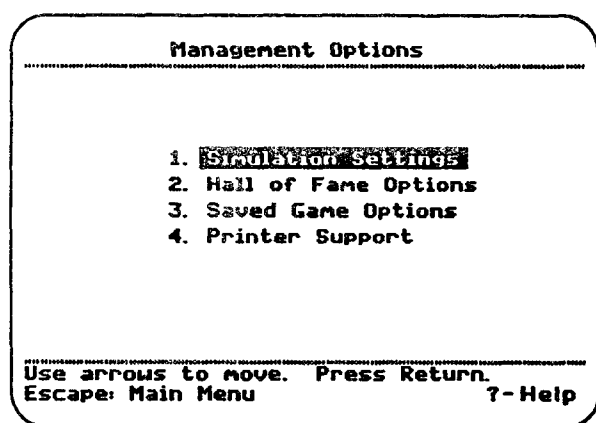 Management Options
1. Simulation Settings
2. Hall of Fame Options
3. Saved Game Options
4. Printer Support
Use arrows to move. Press Return.
Escape: Main Menu ?-Help